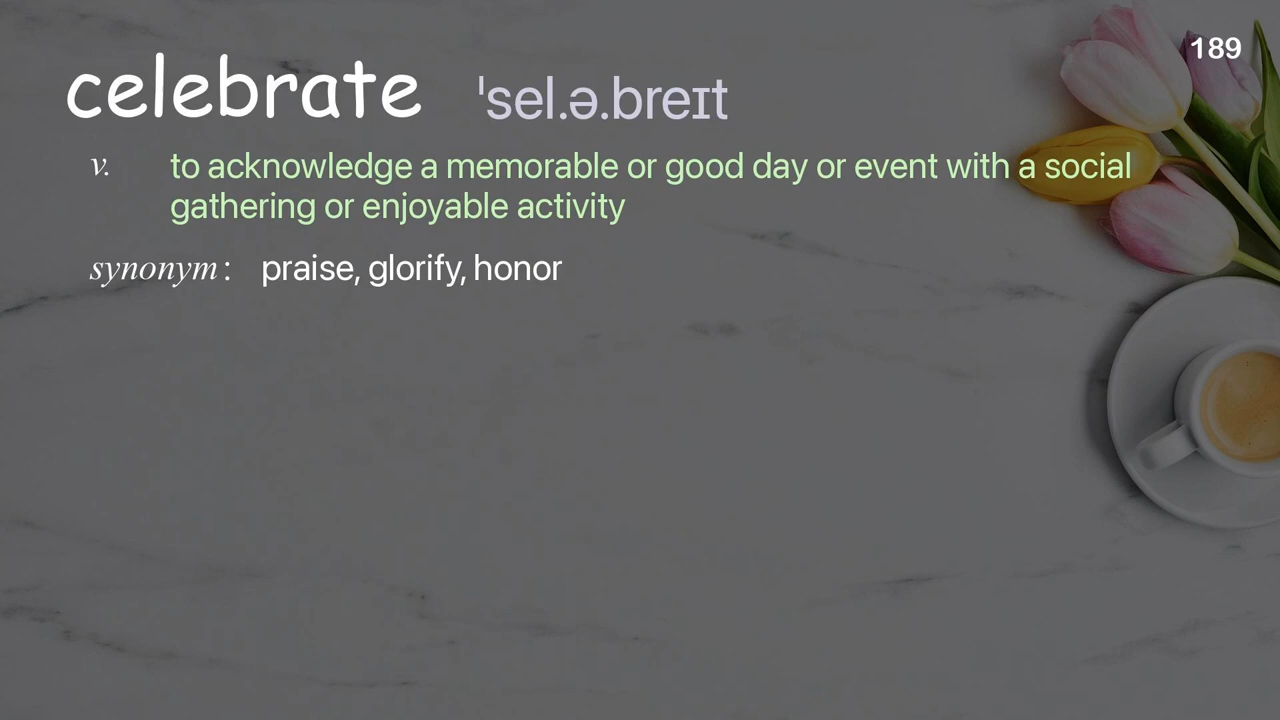 189
celebrate ˈsel.ə.breɪt
v. to acknowledge a memorable or good day or event with a social
gathering or enjoyable activity
synonym : praise, glorify, honor